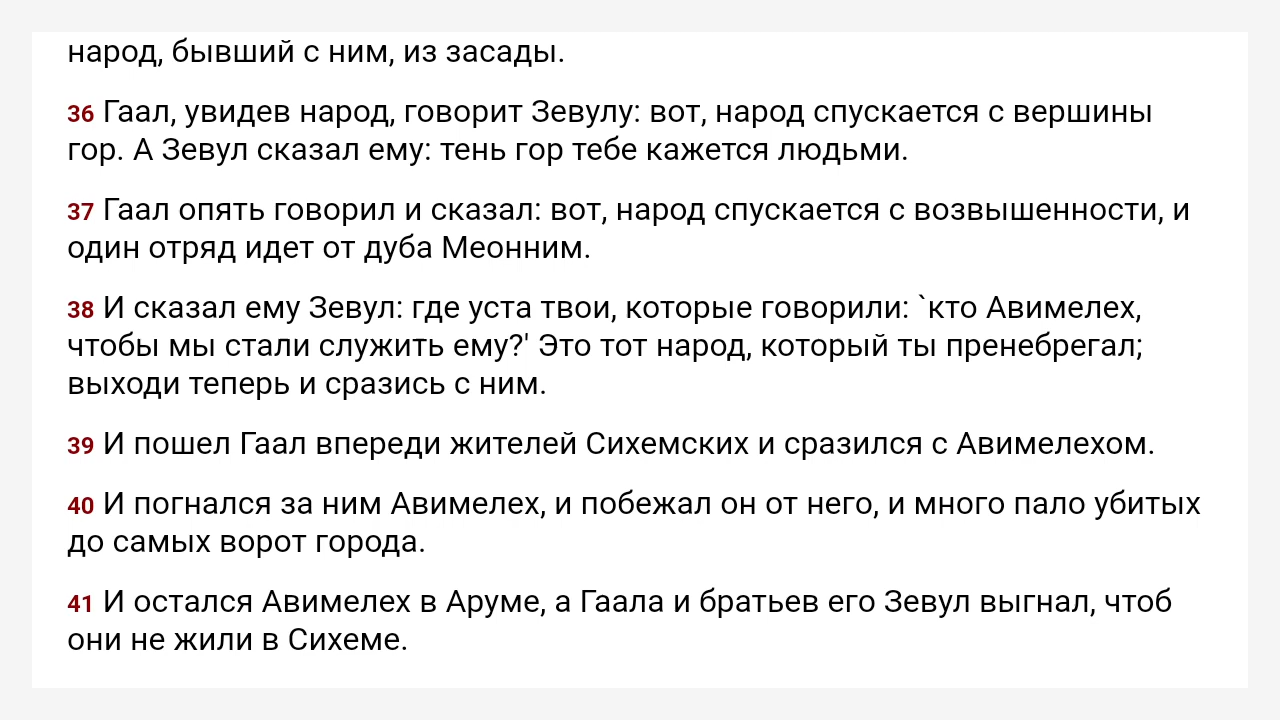 народ, бывший с ним, из засады.
36 Гаал, увидев народ, говорит Зевулу: вот, народ спускается с вершины
гор. А Зевул сказал ему: тень гор тебе кажется людьми.
37 Гаал опять говорил и сказал: вот, народ спускается с возвышенности, и
один отряд идет от дуба Меонним.
38 И сказал ему Зевул: где уста твои, которые говорили: `кто Авимелех,
чтобы мы стали служить ему?' Это тот народ, который ты пренебрегал;
выходи теперь и сразись с ним.
39 И пошел Гаал впереди жителей Сихемских и сразился с Авимелехом.
40 И погнался за ним Авимелех, и побежал он от него, и много пало убитых
до самых ворот города.
41 И остался Авимелех в Аруме, а Гаала и братьев его Зевул выгнал, чтоб
они не жили в Сихеме.